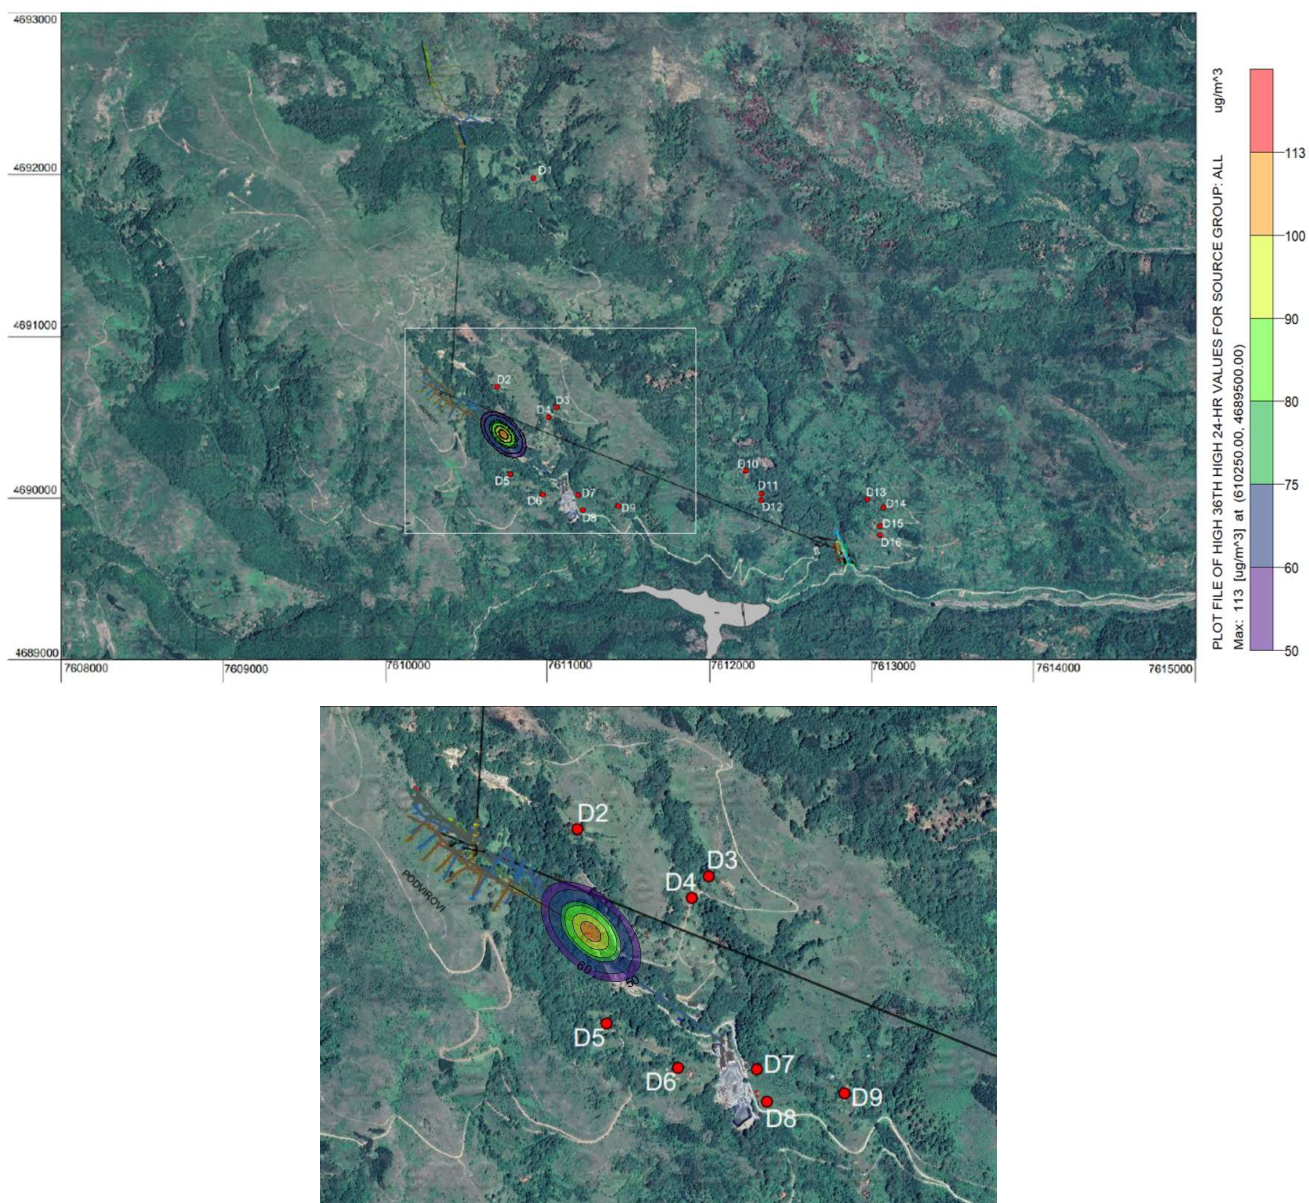 4693000
4692000
4691000
4690000
4689000
7608000
7609000
7610000
7611000
7612000
7613000
7614000
7615000
D1
D2
D3
D4
D5
D6
D7
D8
D9
D10
D11
D12
D13
D14
D15
D16
PLOT FILE OF HIGH 36TH HIGH 24-HR VALUES FOR SOURCE GROUP: ALL ug/m^3
Max: 113 [ug/m^3] at (610250.00, 4689500.00)
113
100
90
80
75
60
50
D2
D3
D4
PODVIROVI
60
50
D5
D6
D7
D8
D9